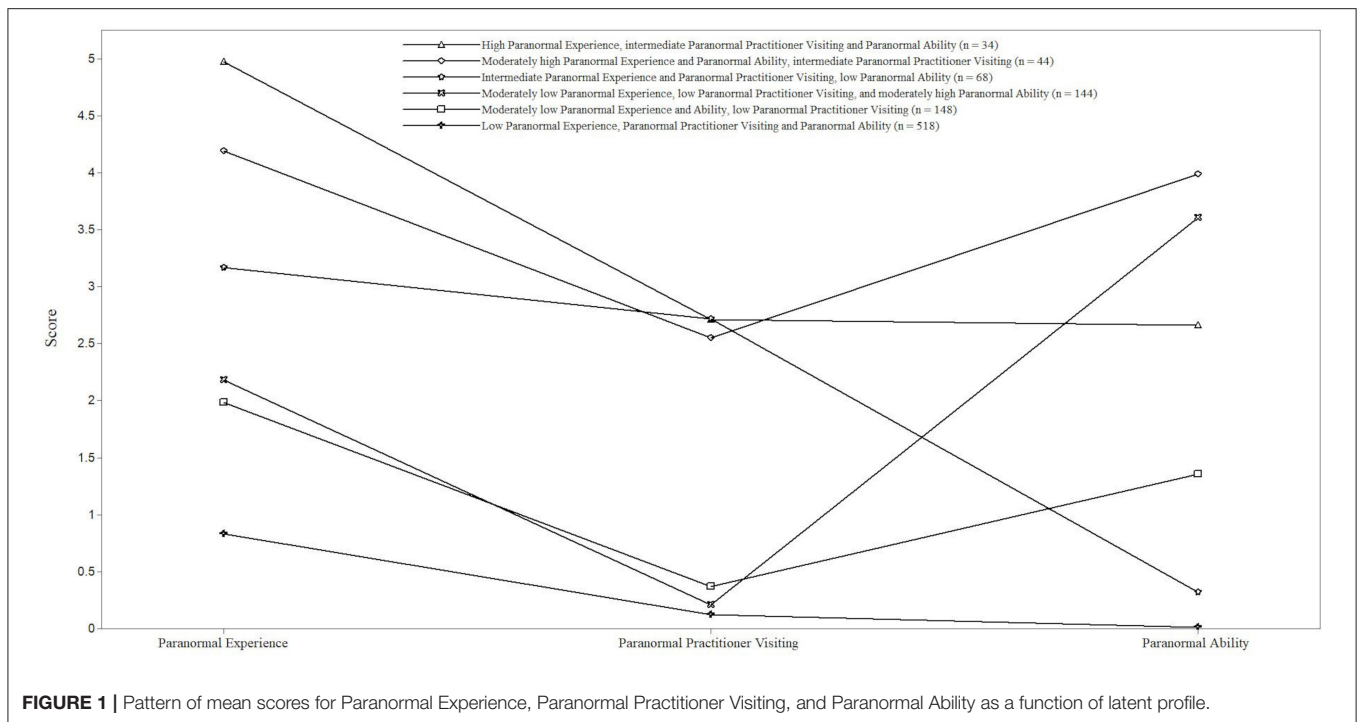 High Paranormal Experience, intermediate Paranormal Practitioner Visiting and Paranormal Ability (n = 34)
Moderately high Paranormal Experience and Paranormal Ability, intermediate Paranormal Practitioner Visiting (n = 44)
Intermediate Paranormal Experience and Paranormal Practitioner Visiting, low Paranormal Ability (n = 68)
Moderately low Paranormal Experience, low Paranormal Practitioner Visiting, and moderately high Paranormal Ability (n = 144)
Moderately low Paranormal Experience and Ability, low Paranormal Practitioner Visiting (n = 148)
Low Paranormal Experience, Paranormal Practitioner Visiting and Paranormal Ability (n = 518)
5
4.5
4
3.5
3
2.5
2
1.5
1
0.5
0
Score
Paranormal Experience
Paranormal Practitioner Visiting
Paranormal Ability
FIGURE 1 | Pattern of mean scores for Paranormal Experience, Paranormal Practitioner Visiting, and Paranormal Ability as a function of latent profile.